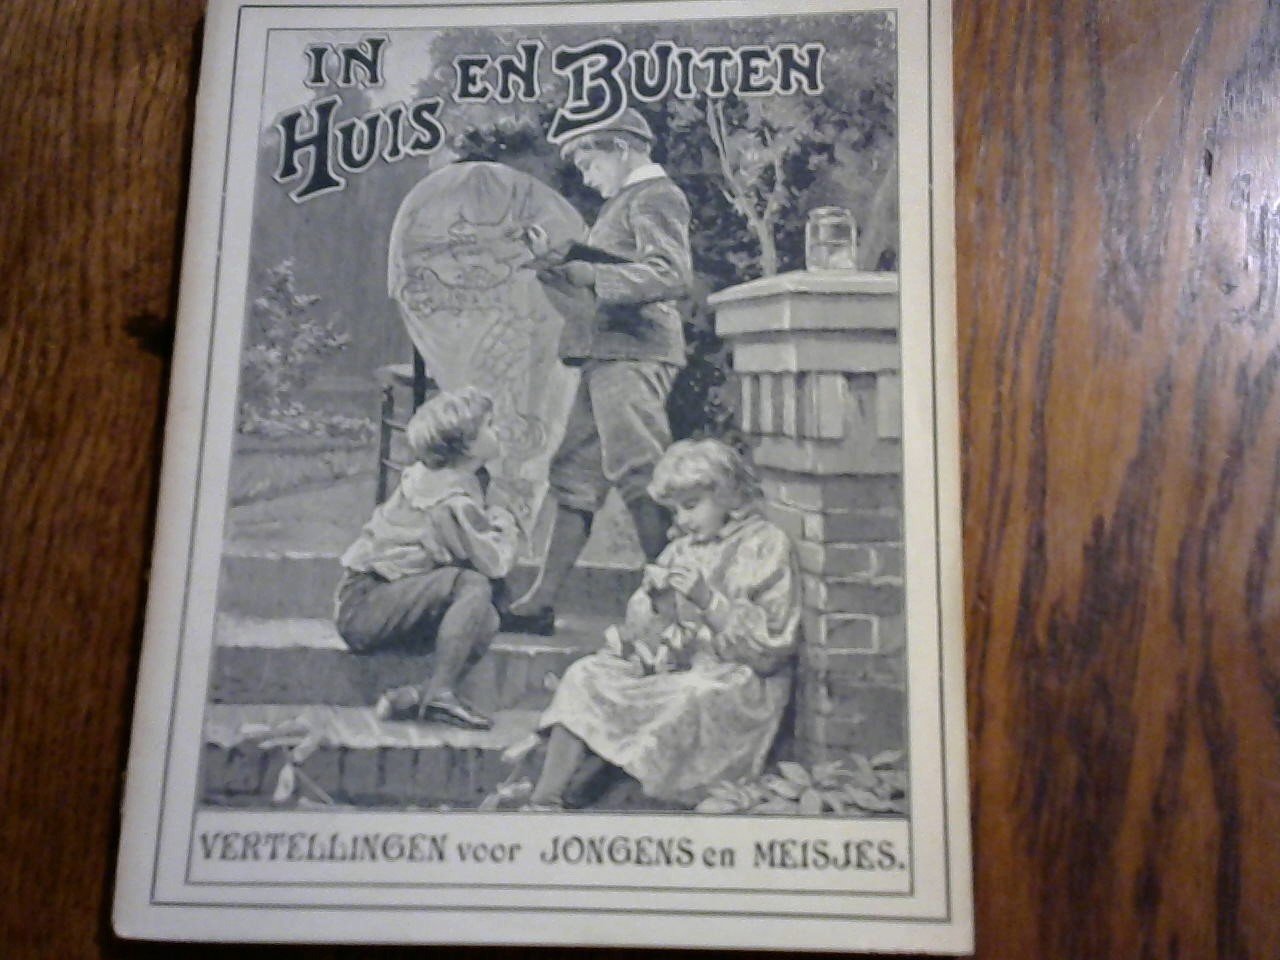 IN HUIS EN BUITEN
VERTELLINGEN voor JONGENS en MEISJES.